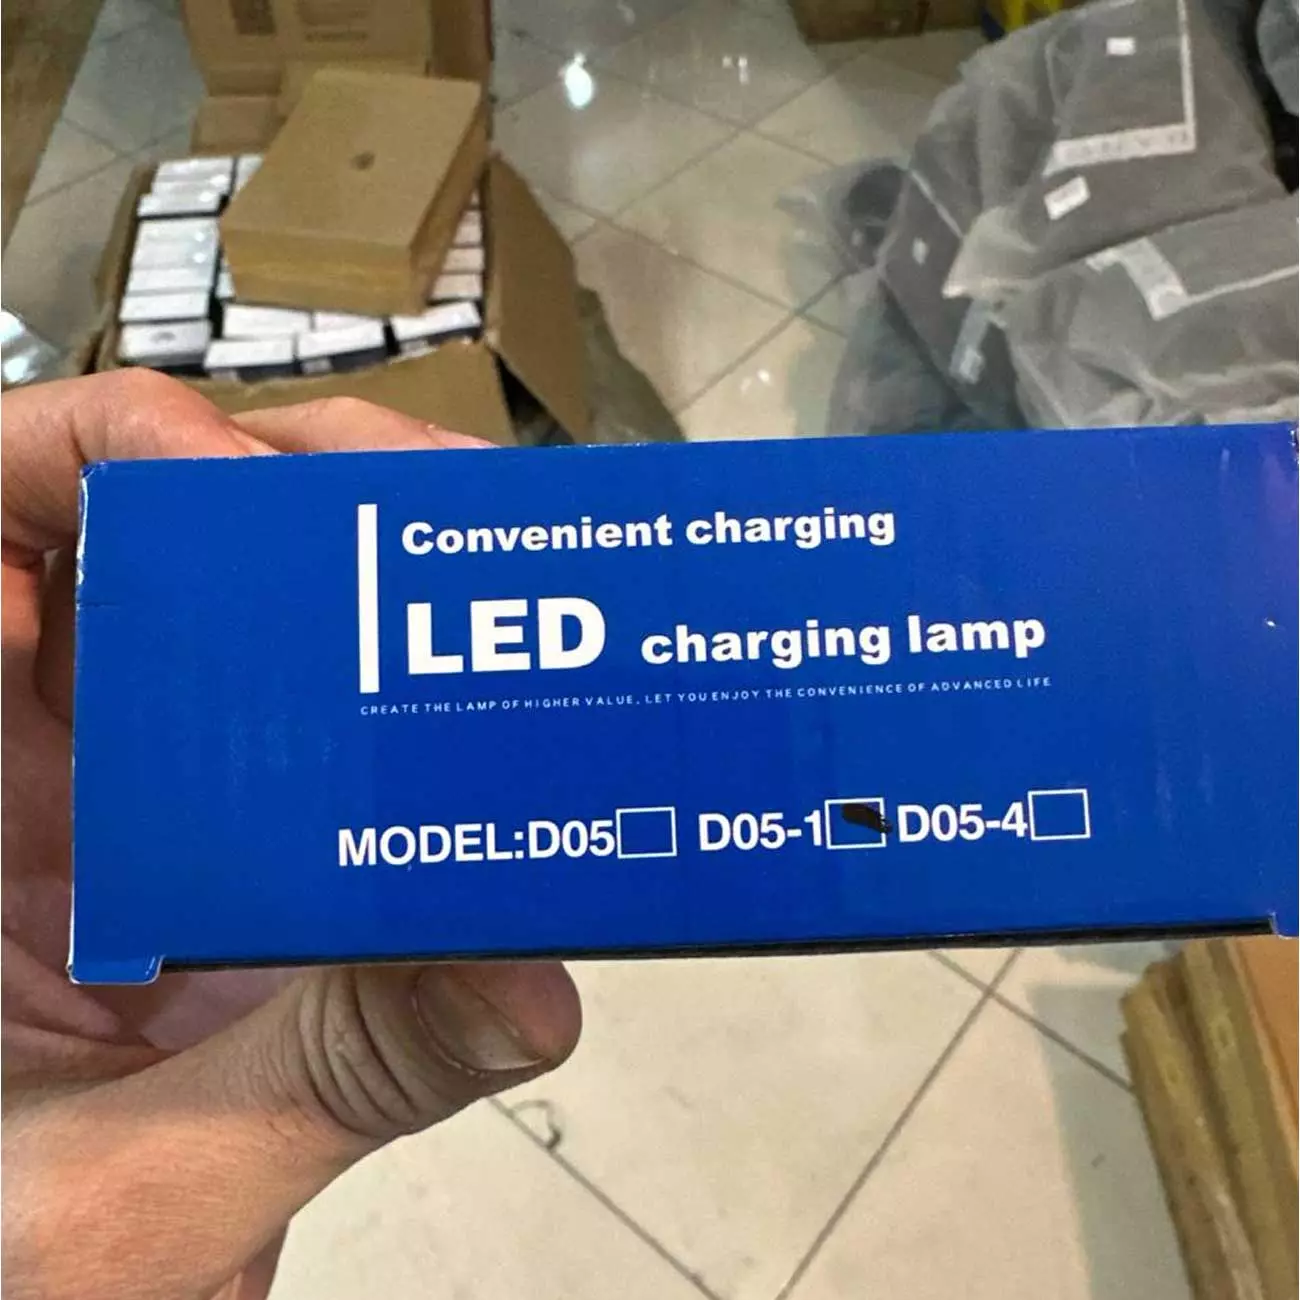 Convenient charging
LED charging lamp
CREATE THE LAMP OF HIGHER VALUE. LET YOU ENJOY THE CONVENIENCE OF ADVANCED LIFE
MODEL:D05 D05-1 D05-4